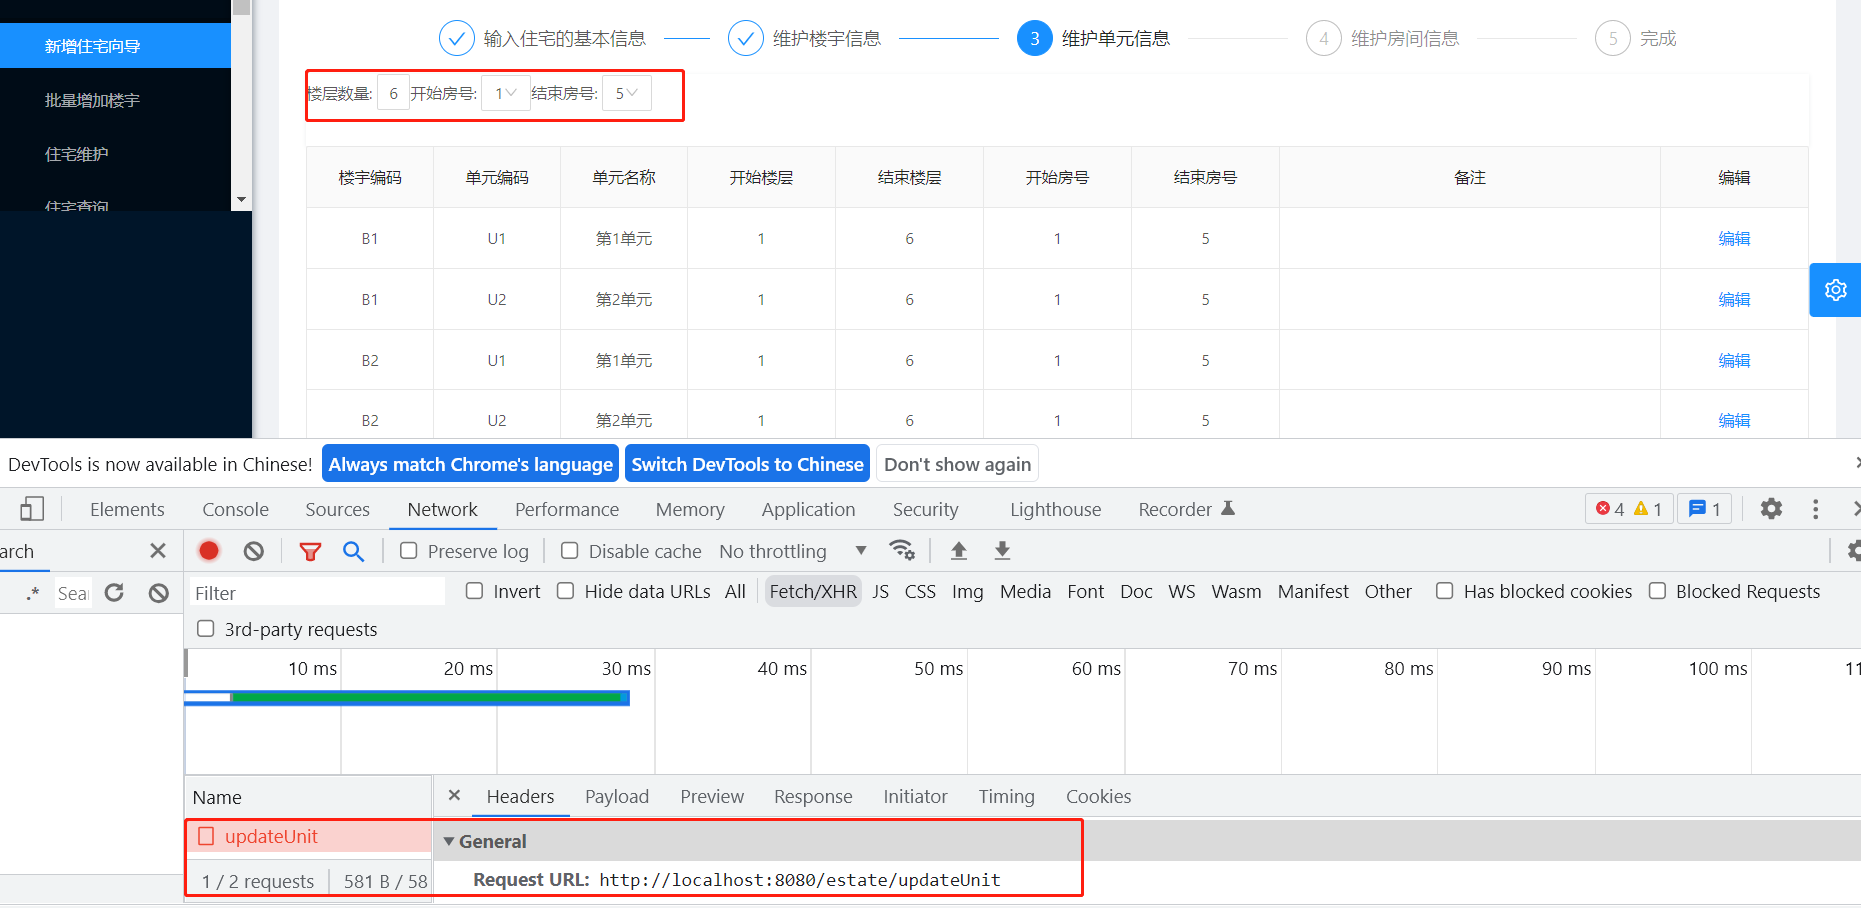 新增住宅向导
批量增加楼宇
住宅维护
住宅查询
输入住宅的基本信息
维护楼宇信息
3 维护单元信息
4 维护房间信息
5 完成
楼层数量: 6 开始房号: 1 结束房号: 5
楼宇编码 单元编码 单元名称 开始楼层 结束楼层 开始房号 结束房号 备注 编辑
B1 U1 第1单元 1 6 1 5 编辑
B1 U2 第2单元 1 6 1 5 编辑
B2 U1 第1单元 1 6 1 5 编辑
B2 U2 第2单元 1 6 1 5 编辑
DevTools is now available in Chinese! Always match Chrome's language Switch DevTools to Chinese Don't show again
Elements Console Sources Network Performance Memory Application Security Lighthouse Recorder 4 1 1
arch Preserve log Disable cache No throttling
.* Sear Filter Invert Hide data URLs All Fetch/XHR JS CSS Img Media Font Doc WS Wasm Manifest Other Has blocked cookies Blocked Requests
3rd-party requests
10 ms 20 ms 30 ms 40 ms 50 ms 60 ms 70 ms 80 ms 90 ms 100 ms 11
Name Headers Payload Preview Response Initiator Timing Cookies
updateUnit General
1 / 2 requests 581 B / 58 Request URL: http://localhost:8080/estate/updateUnit